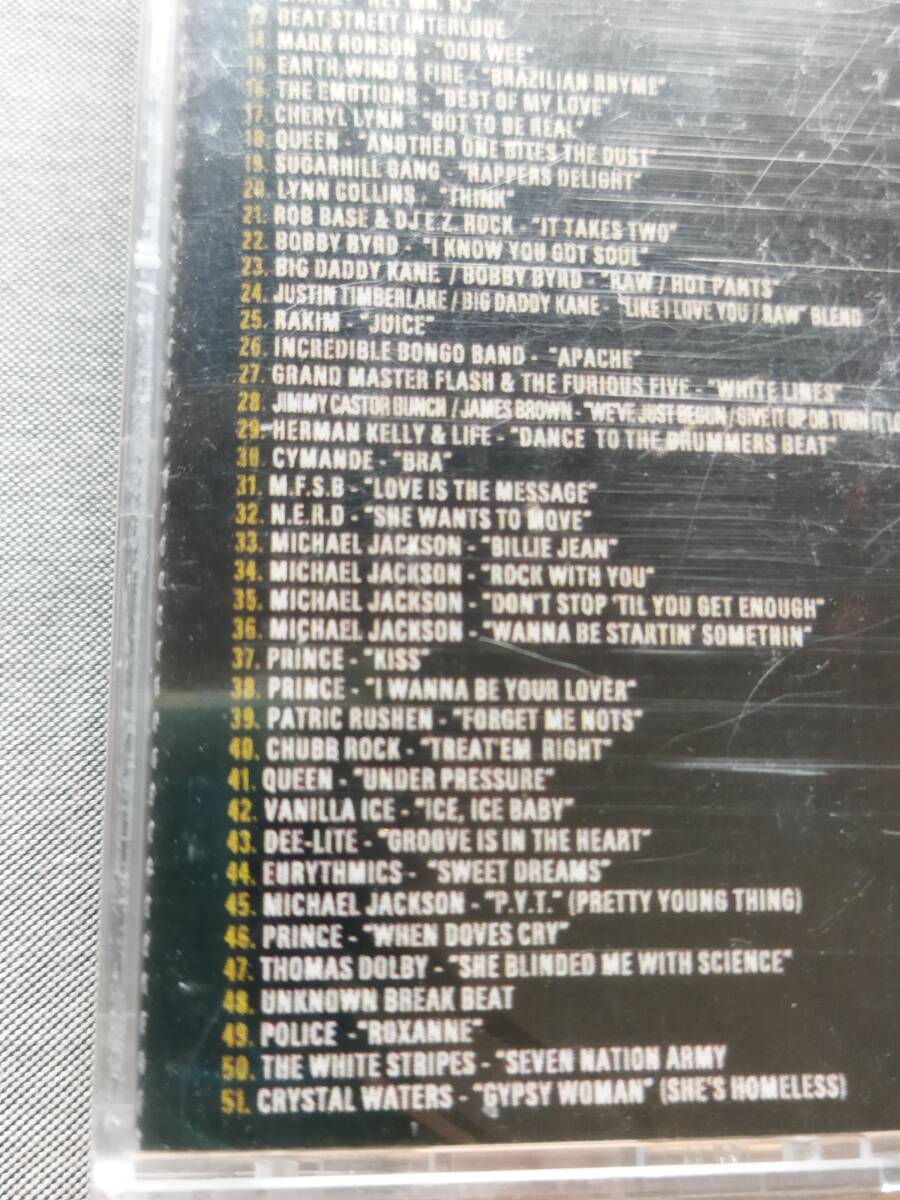 13. BEAT STREET INTERLUDE
14. MARK RONSON - "OOH WEE"
15. EARTH, WIND & FIRE - "BRAZILIAN RHYME"
16. THE EMOTIONS - "BEST OF MY LOVE"
17. CHERYL LYNN - "GOT TO BE REAL"
18. QUEEN - "ANOTHER ONE BITES THE DUST"
19. SUGARHILL GANG - "RAPPERS DELIGHT"
20. LYNN COLLINS - "THINK"
21. ROB BASE & DJ E.Z. ROCK - "IT TAKES TWO"
22. BOBBY BYRD - "I KNOW YOU GOT SOUL"
23. BIG DADDY KANE / BOBBY BYRD - "RAW / HOT PANTS"
24. JUSTIN TIMBERLAKE / BIG DADDY KANE - "LIKE I LOVE YOU / RAW" BLEND
25. RAKIM - "JUICE"
26. INCREDIBLE BONGO BAND - "APACHE"
27. GRAND MASTER FLASH & THE FURIOUS FIVE - "WHITE LINES"
28. JIMMY CASTOR BUNCH / JAMES BROWN - "WE'VE JUST BEGUN / GIVE IT UP OR TURN IT
29. HERMAN KELLY & LIFE - "DANCE TO THE DRUMMERS BEAT"
30. CYMANDE - "BRA"
31. M.F.S.B - "LOVE IS THE MESSAGE"
32. N.E.R.D - "SHE WANTS TO MOVE"
33. MICHAEL JACKSON - "BILLIE JEAN"
34. MICHAEL JACKSON - "ROCK WITH YOU"
35. MICHAEL JACKSON - "DON'T STOP 'TIL YOU GET ENOUGH"
36. MICHAEL JACKSON - "WANNA BE STARTIN' SOMETHIN"
37. PRINCE - "KISS"
38. PRINCE - "I WANNA BE YOUR LOVER"
39. PATRIC RUSHEN - "FORGET ME NOTS"
40. CHUBB ROCK - "TREAT'EM RIGHT"
41. QUEEN - "UNDER PRESSURE"
42. VANILLA ICE - "ICE, ICE BABY"
43. DEE-LITE - "GROOVE IS IN THE HEART"
44. EURYTHMICS - "SWEET DREAMS"
45. MICHAEL JACKSON - "P.Y.T." (PRETTY YOUNG THING)
46. PRINCE - "WHEN DOVES CRY"
47. THOMAS DOLBY - "SHE BLINDED ME WITH SCIENCE"
48. UNKNOWN BREAK BEAT
49. POLICE - "ROXANNE"
50. THE WHITE STRIPES - "SEVEN NATION ARMY
51. CRYSTAL WATERS - "GYPSY WOMAN" (SHE'S HOMELESS)